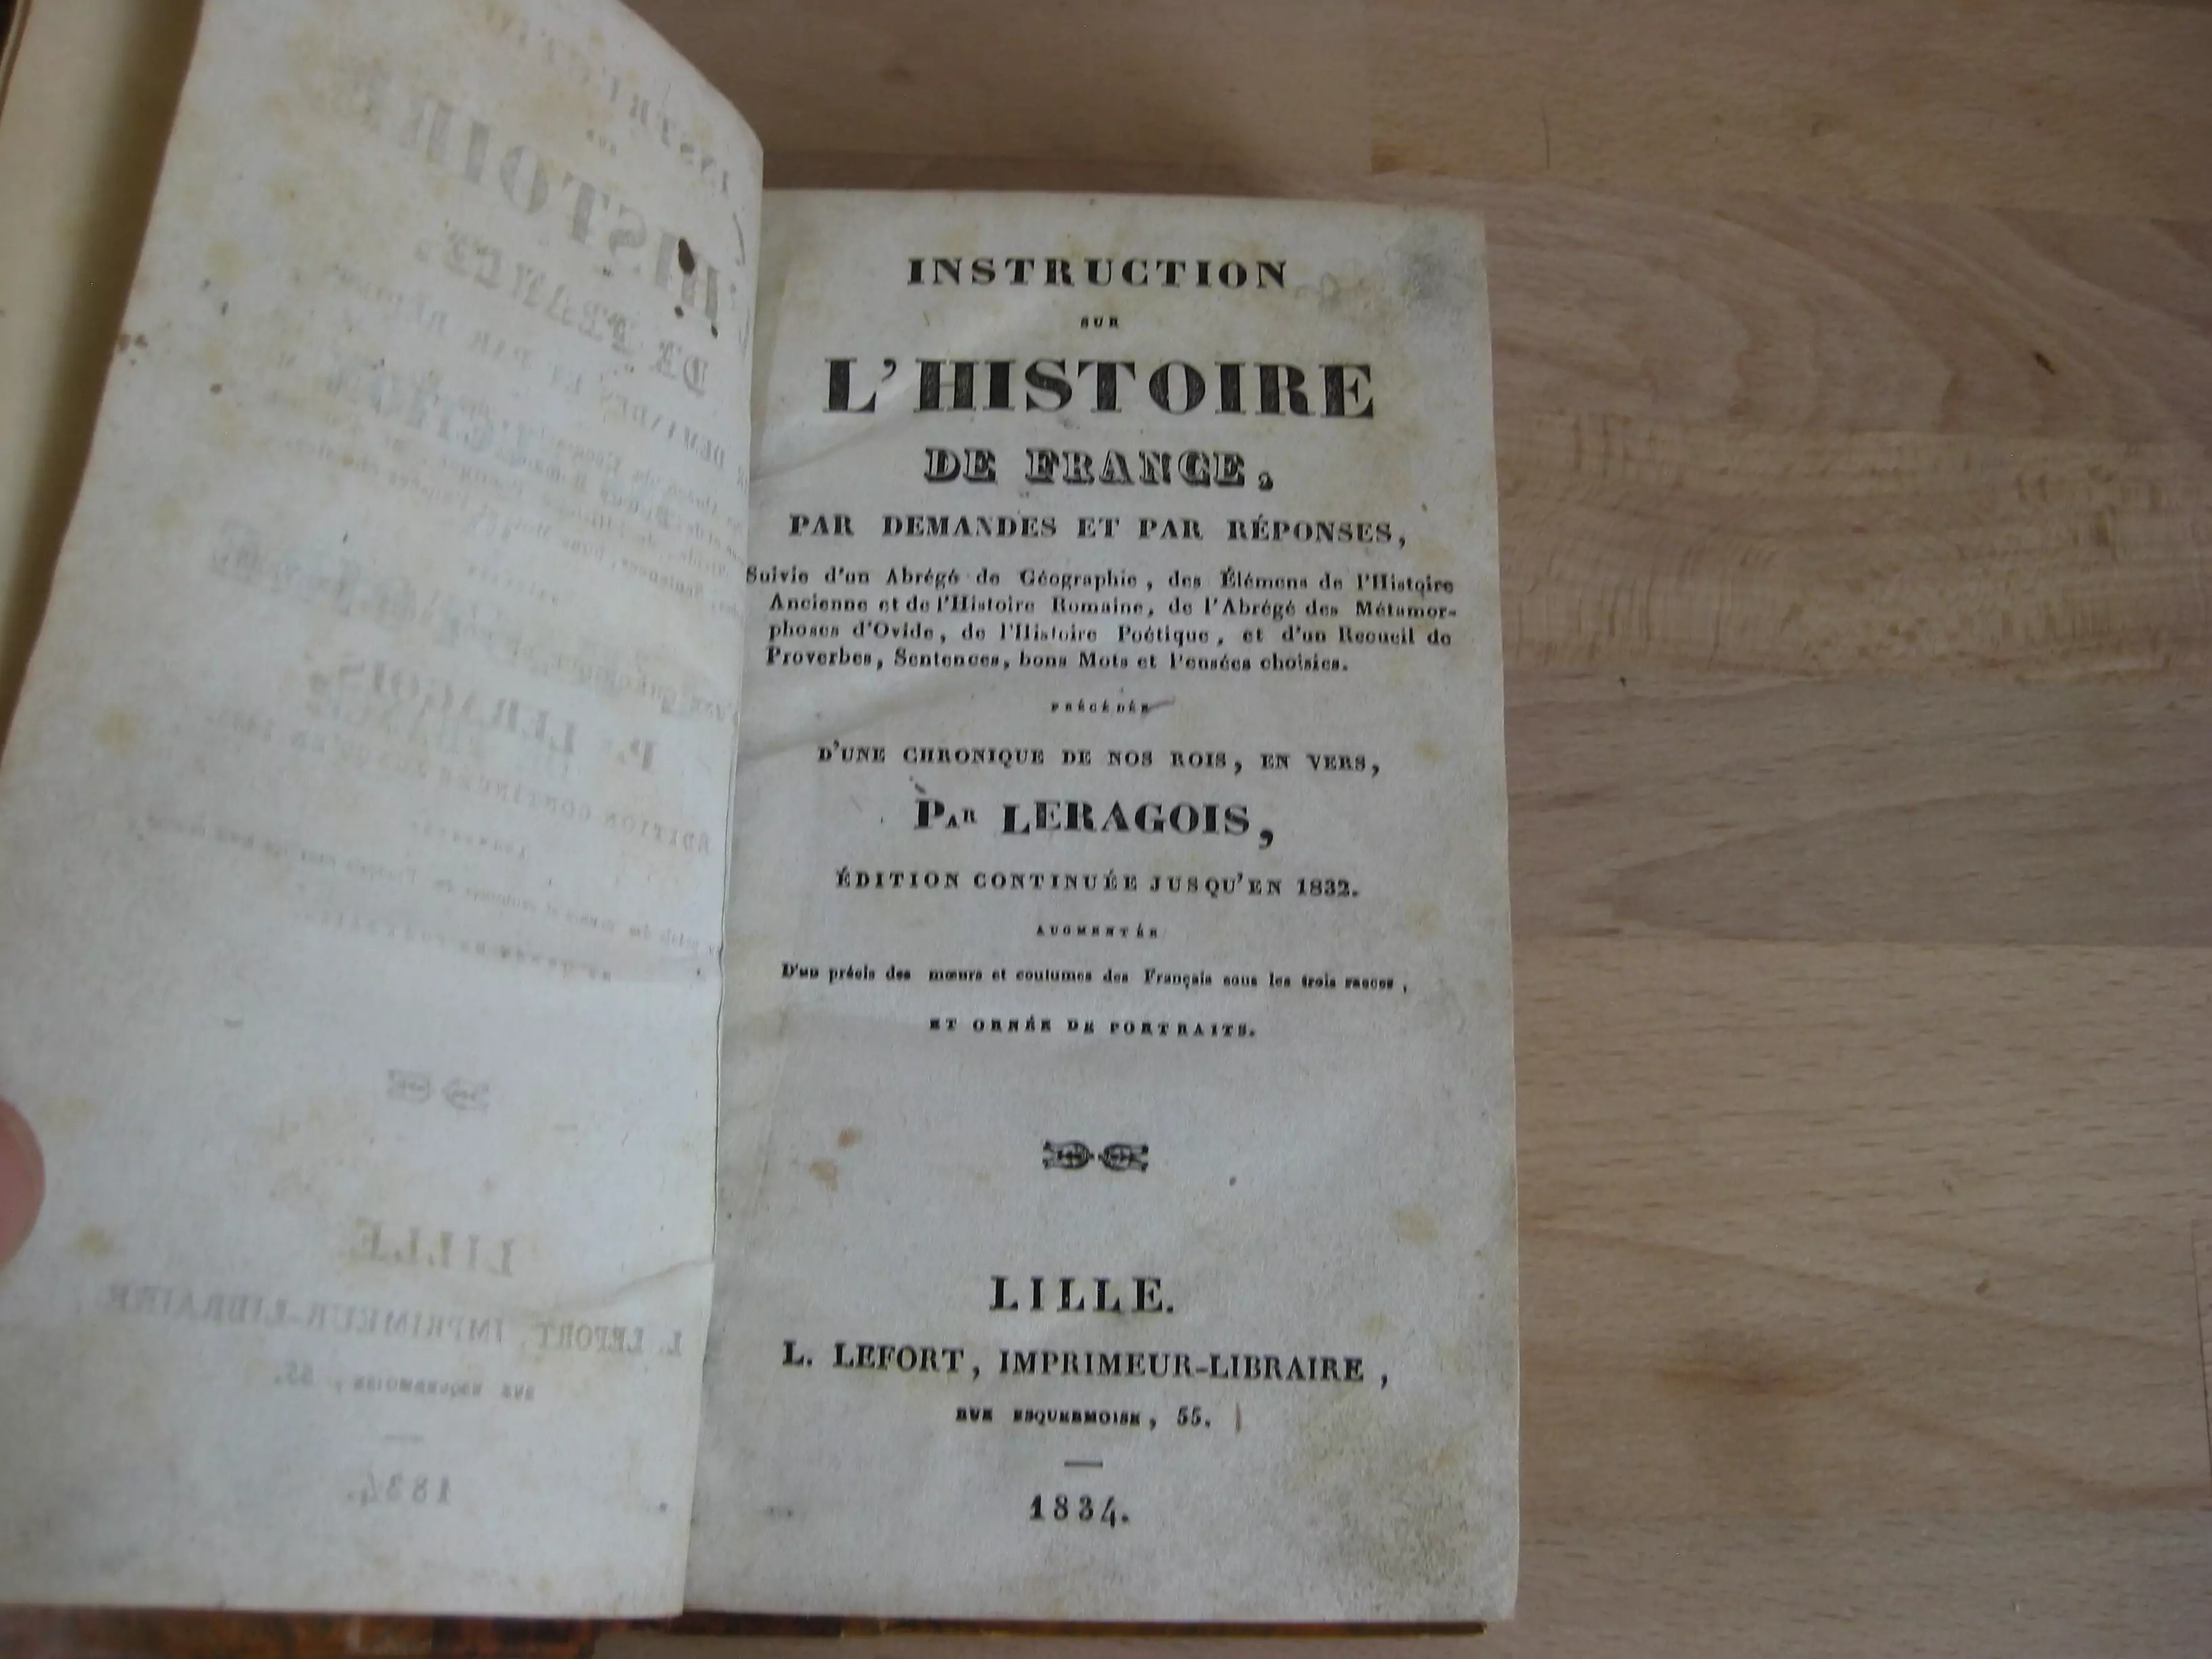 INSTRUCTION
SUR
L'HISTOIRE
DE FRANCE,
PAR DEMANDES ET PAR RÉPONSES,
Suivie d'un Abrégé de Géographie, des Élémens de l'Histoire
Ancienne et de l'Histoire Romaine, de l'Abrégé des Métamor-
phoses d'Ovide, de l'Histoire Poétique, et d'un Recueil de
Proverbes, Sentences, bons Mots et Pensées choisies.
PRÉCÉDÉE
D'UNE CHRONIQUE DE NOS ROIS, EN VERS,
PAR LERAGOIS,
ÉDITION CONTINUÉE JUSQU'EN 1832.
AUGMENTÉE
D'un précis des mœurs et coutumes des Français sous les trois races,
ET ORNÉE DE PORTRAITS.
LILLE.
L. LEFORT, IMPRIMEUR-LIBRAIRE,
RUE ESQUERMOISE, 55.
1834.